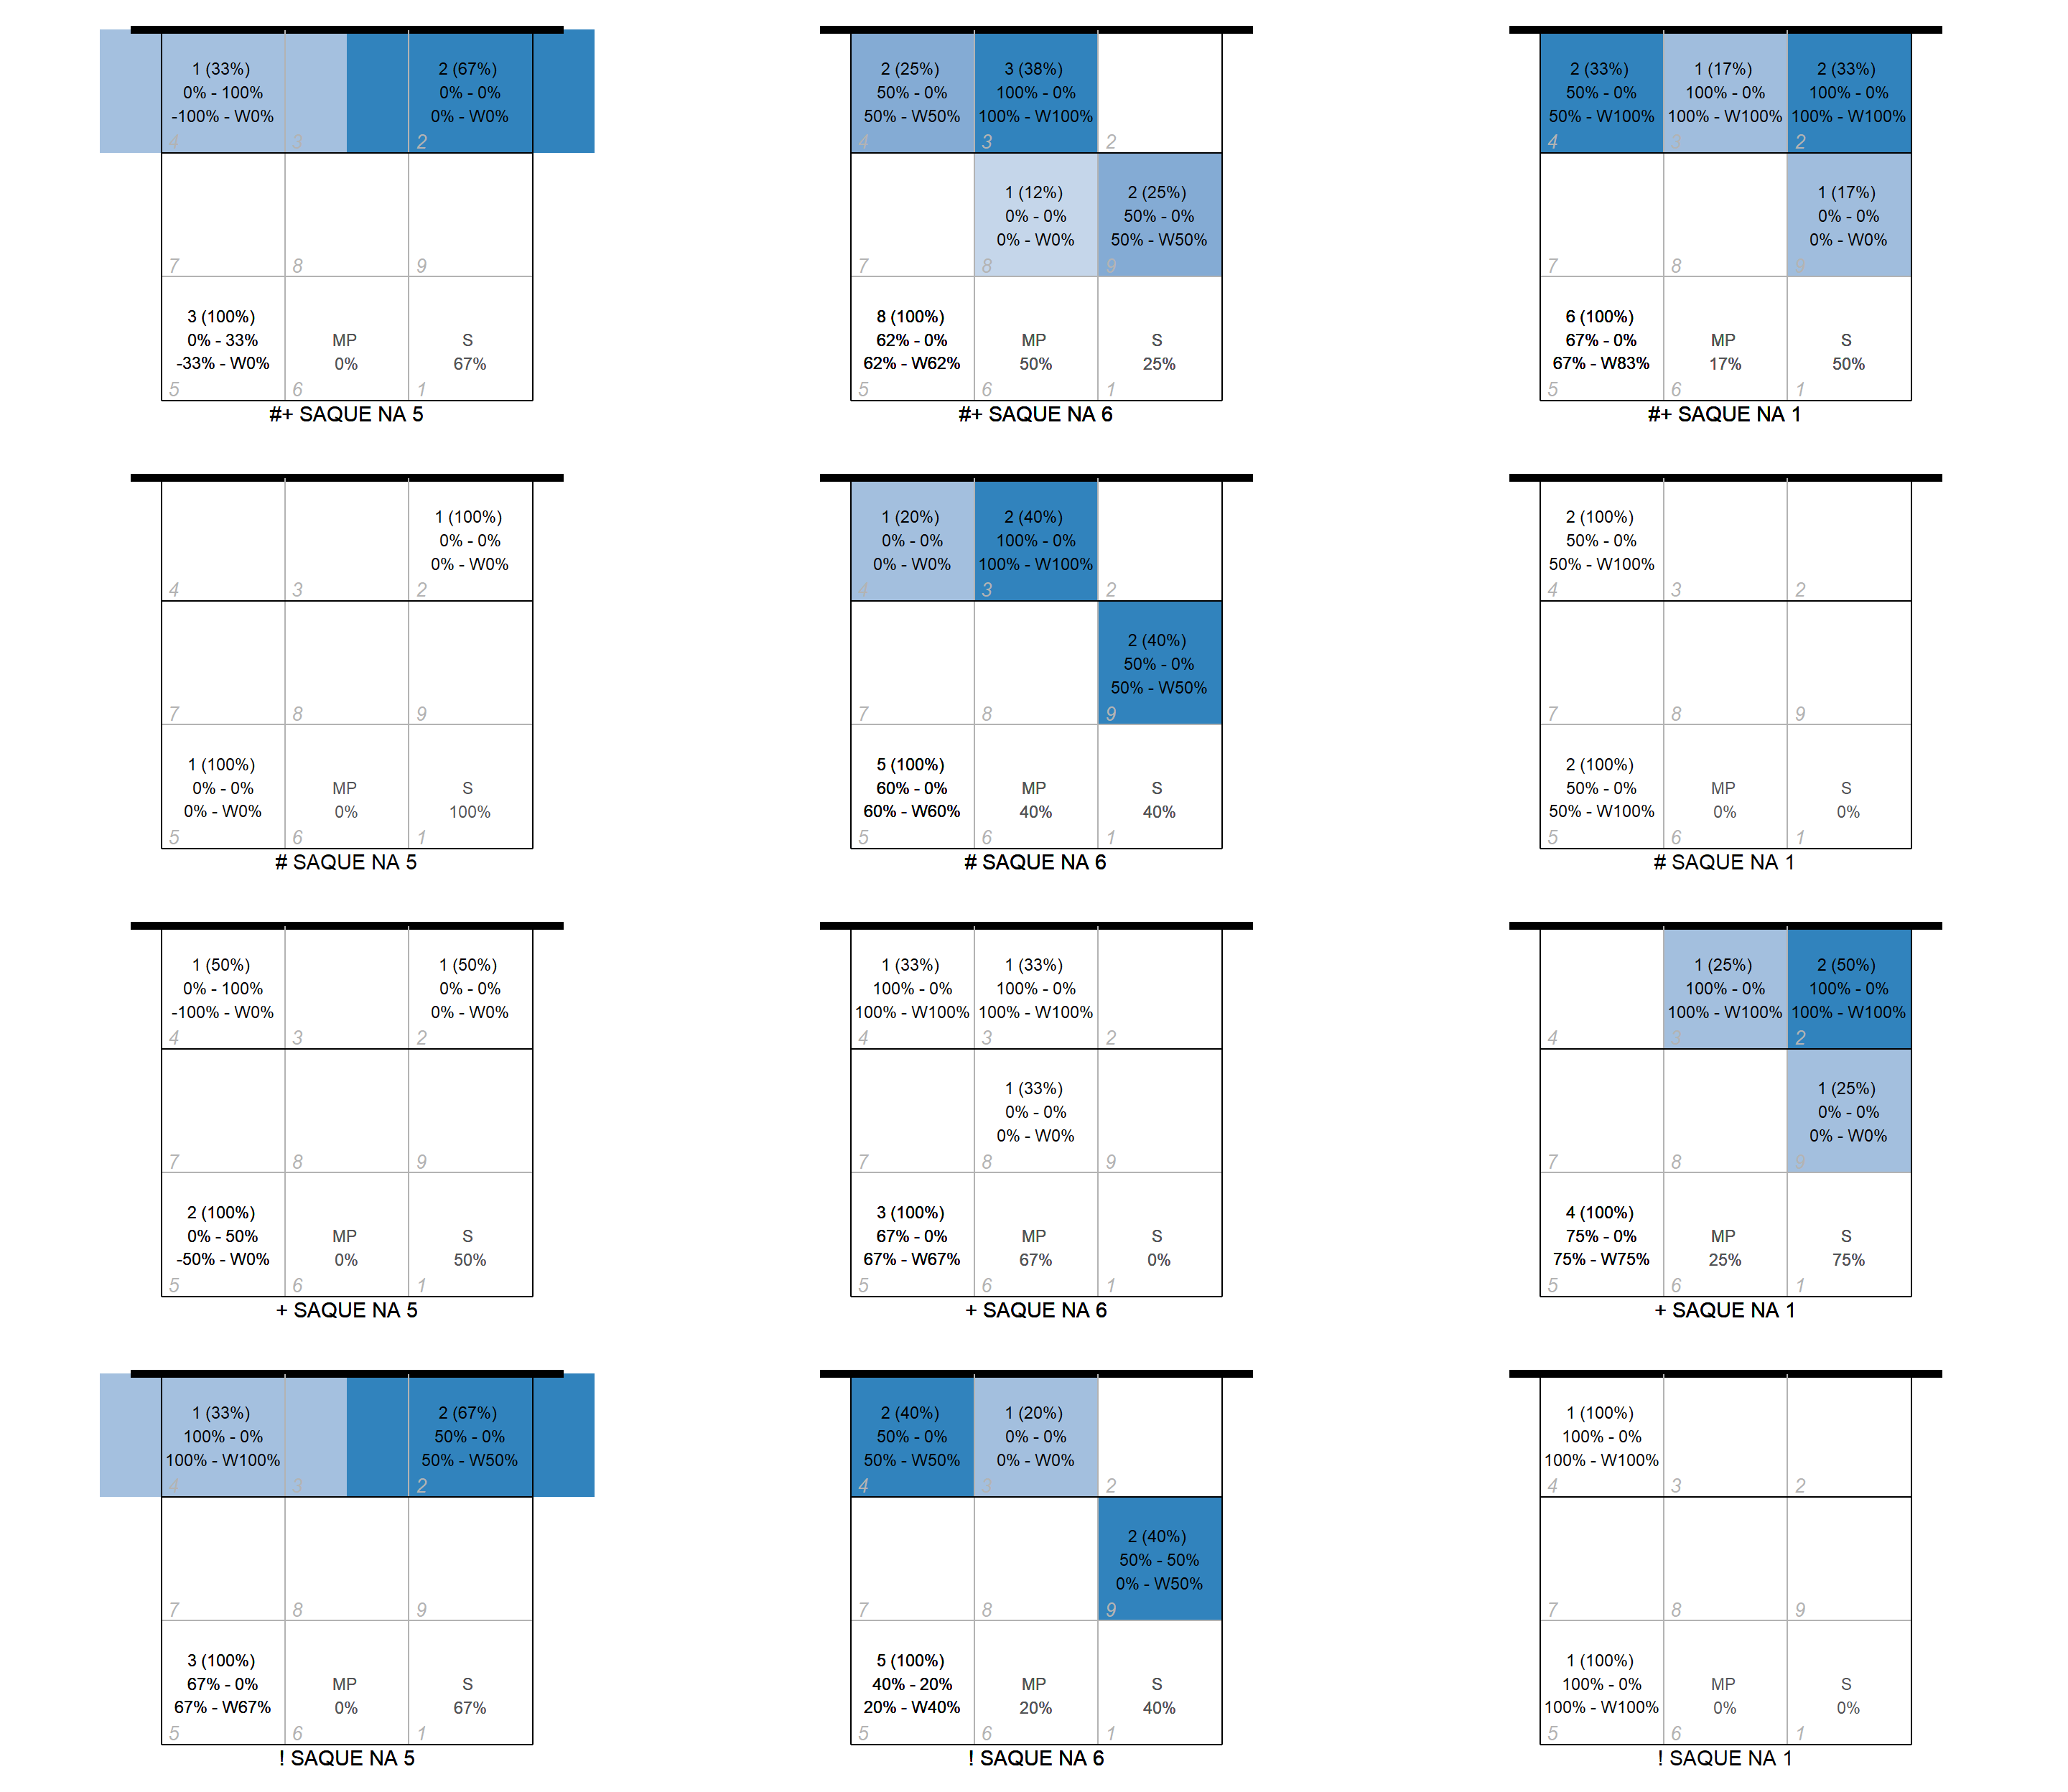 1 (33%)
0% - 100%
-100% - W0%
4
3
2 (67%)
0% - 0%
0% - W0%
2
7
8
9
3 (100%)
0% - 33%
-33% - W0%
5
MP
0%
6
S
67%
1
#+ SAQUE NA 5
2 (25%)
50% - 0%
50% - W50%
4
3 (38%)
100% - 0%
100% - W100%
3
2
7
1 (12%)
0% - 0%
0% - W0%
8
2 (25%)
50% - 0%
50% - W50%
9
8 (100%)
62% - 0%
62% - W62%
5
MP
50%
6
S
25%
1
#+ SAQUE NA 6
2 (33%)
50% - 0%
50% - W100%
4
1 (17%)
100% - 0%
100% - W100%
3
2 (33%)
100% - 0%
100% - W100%
2
7
8
1 (17%)
0% - 0%
0% - W0%
9
6 (100%)
67% - 0%
67% - W83%
5
MP
17%
6
S
50%
1
#+ SAQUE NA 1
4
3
1 (100%)
0% - 0%
0% - W0%
2
7
8
9
1 (100%)
0% - 0%
0% - W0%
5
MP
0%
6
S
100%
1
# SAQUE NA 5
1 (20%)
0% - 0%
0% - W0%
4
2 (40%)
100% - 0%
100% - W100%
3
2
7
8
2 (40%)
50% - 0%
50% - W50%
9
5 (100%)
60% - 0%
60% - W60%
5
MP
40%
6
S
40%
1
# SAQUE NA 6
2 (100%)
50% - 0%
50% - W100%
4
3
2
7
8
9
2 (100%)
50% - 0%
50% - W100%
5
MP
0%
6
S
0%
1
# SAQUE NA 1
1 (50%)
0% - 100%
-100% - W0%
4
3
1 (50%)
0% - 0%
0% - W0%
2
7
8
9
2 (100%)
0% - 50%
-50% - W0%
5
MP
0%
6
S
50%
1
+ SAQUE NA 5
1 (33%)
100% - 0%
100% - W100%
4
1 (33%)
100% - 0%
100% - W100%
3
2
7
1 (33%)
0% - 0%
0% - W0%
8
9
3 (100%)
67% - 0%
67% - W67%
5
MP
67%
6
S
0%
1
+ SAQUE NA 6
4
1 (25%)
100% - 0%
100% - W100%
3
2 (50%)
100% - 0%
100% - W100%
2
7
8
1 (25%)
0% - 0%
0% - W0%
9
4 (100%)
75% - 0%
75% - W75%
5
MP
25%
6
S
75%
1
+ SAQUE NA 1
1 (33%)
100% - 0%
100% - W100%
4
3
2 (67%)
50% - 0%
50% - W50%
2
7
8
9
3 (100%)
67% - 0%
67% - W67%
5
MP
0%
6
S
67%
1
! SAQUE NA 5
2 (40%)
50% - 0%
50% - W50%
4
1 (20%)
0% - 0%
0% - W0%
3
2
7
8
2 (40%)
50% - 50%
0% - W50%
9
5 (100%)
40% - 20%
20% - W40%
5
MP
20%
6
S
40%
1
! SAQUE NA 6
1 (100%)
100% - 0%
100% - W100%
4
3
2
7
8
9
1 (100%)
100% - 0%
100% - W100%
5
MP
0%
6
S
0%
1
! SAQUE NA 1